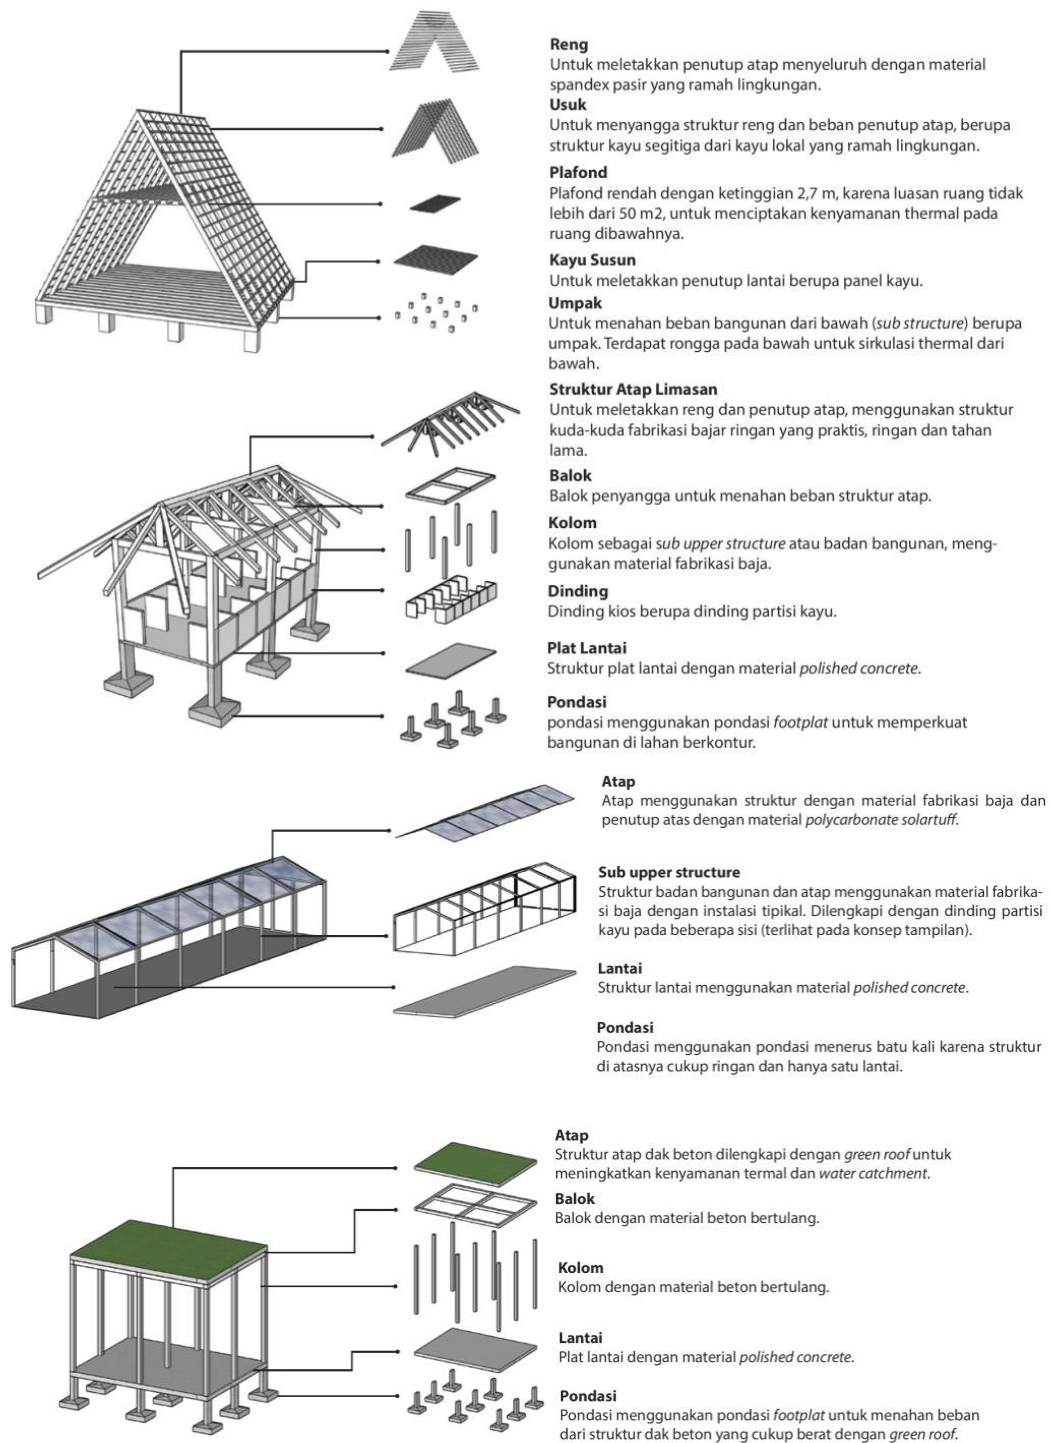 Reng
Untuk meletakkan penutup atap menyeluruh dengan material
spandex pasir yang ramah lingkungan.
Usuk
Untuk menyangga struktur reng dan beban penutup atap, berupa
struktur kayu segitiga dari kayu lokal yang ramah lingkungan.
Plafond
Plafond rendah dengan ketinggian 2,7 m, karena luasan ruang tidak
lebih dari 50 m2, untuk menciptakan kenyamanan thermal pada
ruang dibawahnya.
Kayu Susun
Untuk meletakkan penutup lantai berupa panel kayu.
Umpak
Untuk menahan beban bangunan dari bawah (sub structure) berupa
umpak. Terdapat rongga pada bawah untuk sirkulasi thermal dari
bawah.
Struktur Atap Limasan
Untuk meletakkan reng dan penutup atap, menggunakan struktur
kuda-kuda fabrikasi bajar ringan yang praktis, ringan dan tahan
lama.
Balok
Balok penyangga untuk menahan beban struktur atap.
Kolom
Kolom sebagai sub upper structure atau badan bangunan, meng-
gunakan material fabrikasi baja.
Dinding
Dinding kios berupa dinding partisi kayu.
Plat Lantai
Struktur plat lantai dengan material polished concrete.
Pondasi
pondasi menggunakan pondasi footplat untuk memperkuat
bangunan di lahan berkontur.
Atap
Atap menggunakan struktur dengan material fabrikasi baja dan
penutup atas dengan material polycarbonate solartuff.
Sub upper structure
Struktur badan bangunan dan atap menggunakan material fabrika-
si baja dengan instalasi tipikal. Dilengkapi dengan dinding partisi
kayu pada beberapa sisi (terlihat pada konsep tampilan).
Lantai
Struktur lantai menggunakan material polished concrete.
Pondasi
Pondasi menggunakan pondasi menerus batu kali karena struktur
di atasnya cukup ringan dan hanya satu lantai.
Atap
Struktur atap dak beton dilengkapi dengan green roof untuk
meningkatkan kenyamanan termal dan water catchment.
Balok
Balok dengan material beton bertulang.
Kolom
Kolom dengan material beton bertulang.
Lantai
Plat lantai dengan material polished concrete.
Pondasi
Pondasi menggunakan pondasi footplat untuk menahan beban
dari struktur dak beton yang cukup berat dengan green roof.